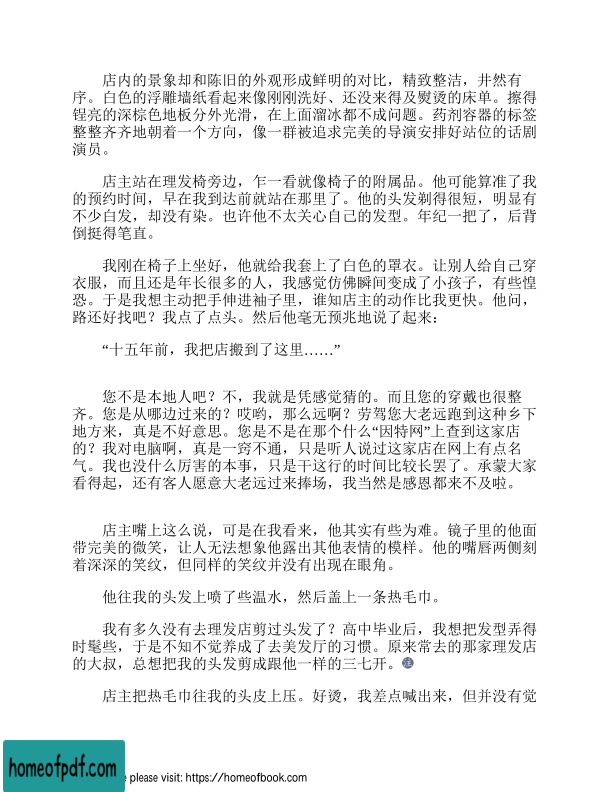 店内的景象却和陈旧的外观形成鲜明的对比，精致整洁，井然有
序。白色的浮雕墙纸看起来像刚刚洗好、还没来得及熨烫的床单。擦得
锃亮的深棕色地板分外光滑，在上面溜冰都不成问题。药剂容器的标签
整整齐齐地朝着一个方向，像一群被追求完美的导演安排好站位的话剧
演员。
店主站在理发椅旁边，乍一看就像椅子的附属品。他可能算准了我
的预约时间，早在我到达前就站在那里了。他的头发剃得很短，明显有
不少白发，却没有染。也许他不太关心自己的发型。年纪一把了，后背
倒挺得笔直。
我刚在椅子上坐好，他就给我套上了白色的罩衣。让别人给自己穿
衣服，而且还是年长很多的人，我感觉仿佛瞬间变成了小孩子，有些惶
恐。于是我想主动把手伸进袖子里，谁知店主的动作比我更快。他问，
路还好找吧？我点了点头。然后他毫无预兆地说了起来：
“十五年前，我把店搬到了这里……”
您不是本地人吧？不，我就是凭感觉猜的。而且您的穿戴也很整
齐。您是从哪边过来的？哎哟，那么远啊？劳驾您大老远跑到这种乡下
地方来，真是不好意思。您是不是在那个什么“因特网”上查到这家店
的？我对电脑啊，真是一窍不通，只是听人说过这家店在网上有点名
气。我也没什么厉害的本事，只是干这行的时间比较长罢了。承蒙大家
看得起，还有客人愿意大老远过来捧场，我当然是感恩都来不及啦。
店主嘴上这么说，可是在我看来，他其实有些为难。镜子里的他面
带完美的微笑，让人无法想象他露出其他表情的模样。他的嘴唇两侧刻
着深深的笑纹，但同样的笑纹并没有出现在眼角。
他往我的头发上喷了些温水，然后盖上一条热毛巾。
我有多久没有去理发店剪过头发了？高中毕业后，我想把发型弄得
时髦些，于是不知不觉养成了去美发厅的习惯。原来常去的那家理发店
的大叔，总想把我的头发剪成跟他一样的三七开。注
店主把热毛巾往我的头皮上压。好烫，我差点喊出来，但并没有觉
homeofpdf.com
e please visit: https://homeofbook.com